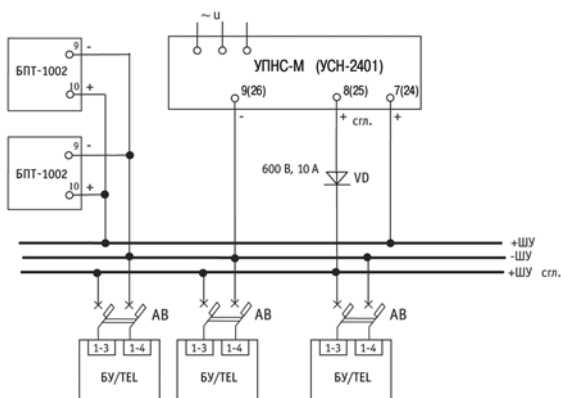 ~ u
УПНС-М (УСН-2401)
9(26)
8(25)
7(24)
-
+
сгл.
+
9 -
БПТ-1002
10 +
9 -
БПТ-1002
10 +
600 В, 10 А
VD
+ШУ
-ШУ
+ШУ сгл.
АВ
АВ
АВ
1-3 1-4
1-3 1-4
1-3 1-4
БУ/TEL
БУ/TEL
БУ/TEL